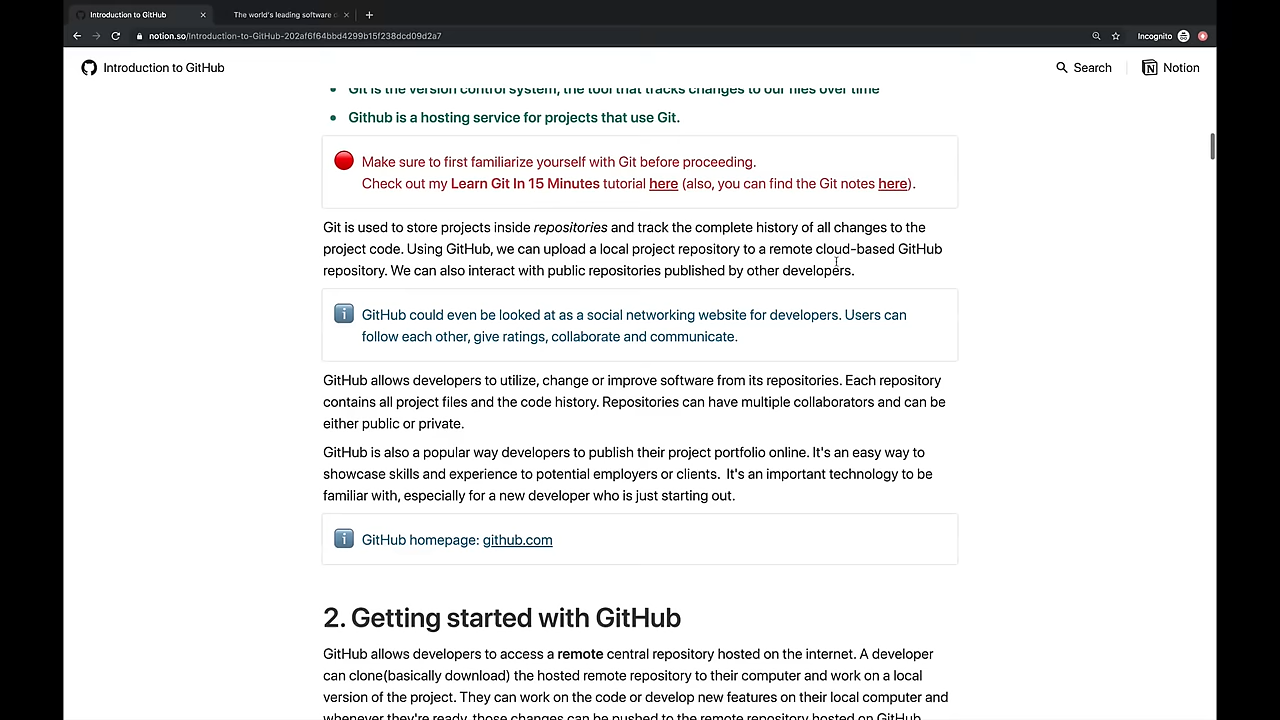 Introduction to GitHub
The world's leading software d
notion.so/Introduction-to-GitHub-202af6f64bbd4299b15f238dcd09d2a7
Incognito
Introduction to GitHub
Search
Notion
Git is the version control system, the tool that tracks changes to our files over time
Github is a hosting service for projects that use Git.
Make sure to first familiarize yourself with Git before proceeding.
Check out my Learn Git In 15 Minutes tutorial here (also, you can find the Git notes here).
Git is used to store projects inside repositories and track the complete history of all changes to the
project code. Using GitHub, we can upload a local project repository to a remote cloud-based GitHub
repository. We can also interact with public repositories published by other developers.
GitHub could even be looked at as a social networking website for developers. Users can
follow each other, give ratings, collaborate and communicate.
GitHub allows developers to utilize, change or improve software from its repositories. Each repository
contains all project files and the code history. Repositories can have multiple collaborators and can be
either public or private.
GitHub is also a popular way developers to publish their project portfolio online. It's an easy way to
showcase skills and experience to potential employers or clients. It's an important technology to be
familiar with, especially for a new developer who is just starting out.
GitHub homepage: github.com
2. Getting started with GitHub
GitHub allows developers to access a remote central repository hosted on the internet. A developer
can clone(basically download) the hosted remote repository to their computer and work on a local
version of the project. They can work on the code or develop new features on their local computer and
whenever they're ready, those changes can be pushed to the remote repository hosted on GitHub